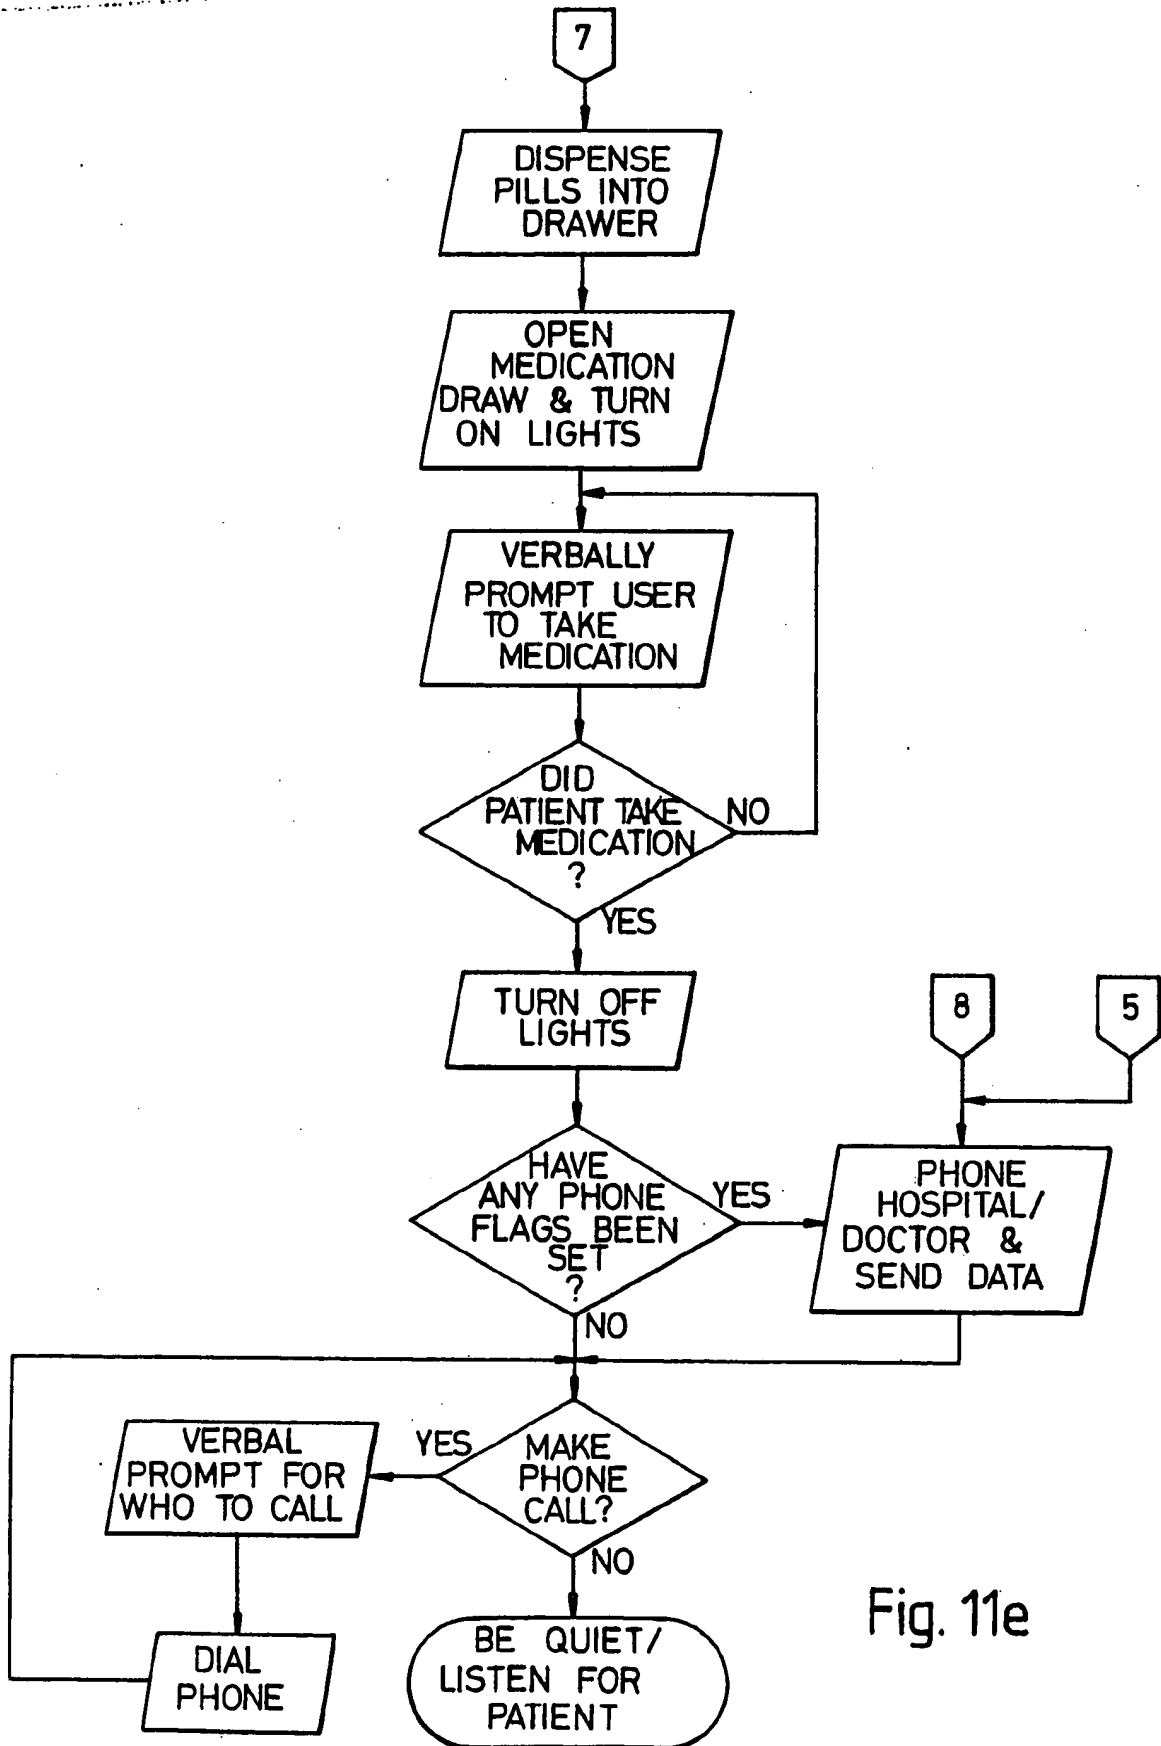 7
DISPENSE
PILLS INTO
DRAWER
OPEN
MEDICATION
DRAW & TURN
ON LIGHTS
VERBALLY
PROMPT USER
TO TAKE
MEDICATION
DID
PATIENT TAKE
MEDICATION
?
NO
YES
TURN OFF
LIGHTS
8
5
HAVE
ANY PHONE
FLAGS BEEN
SET
?
YES
NO
PHONE
HOSPITAL/
DOCTOR &
SEND DATA
MAKE
PHONE
CALL?
YES
NO
VERBAL
PROMPT FOR
WHO TO CALL
DIAL
PHONE
BE QUIET/
LISTEN FOR
PATIENT
Fig. 11e